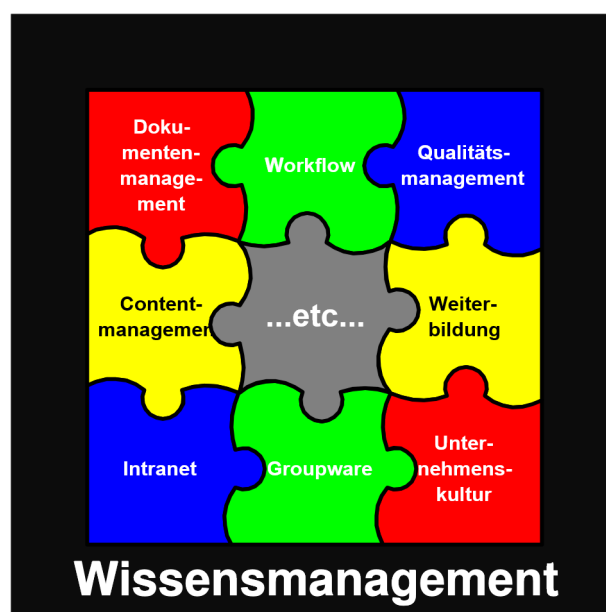 Doku-
menten-
manage-
ment
Workflow
Qualitäts-
management
Content-
managemen
...etc...
Weiter-
bildung
Intranet
Groupware
Unter-
nehmens-
kultur
Wissensmanagement